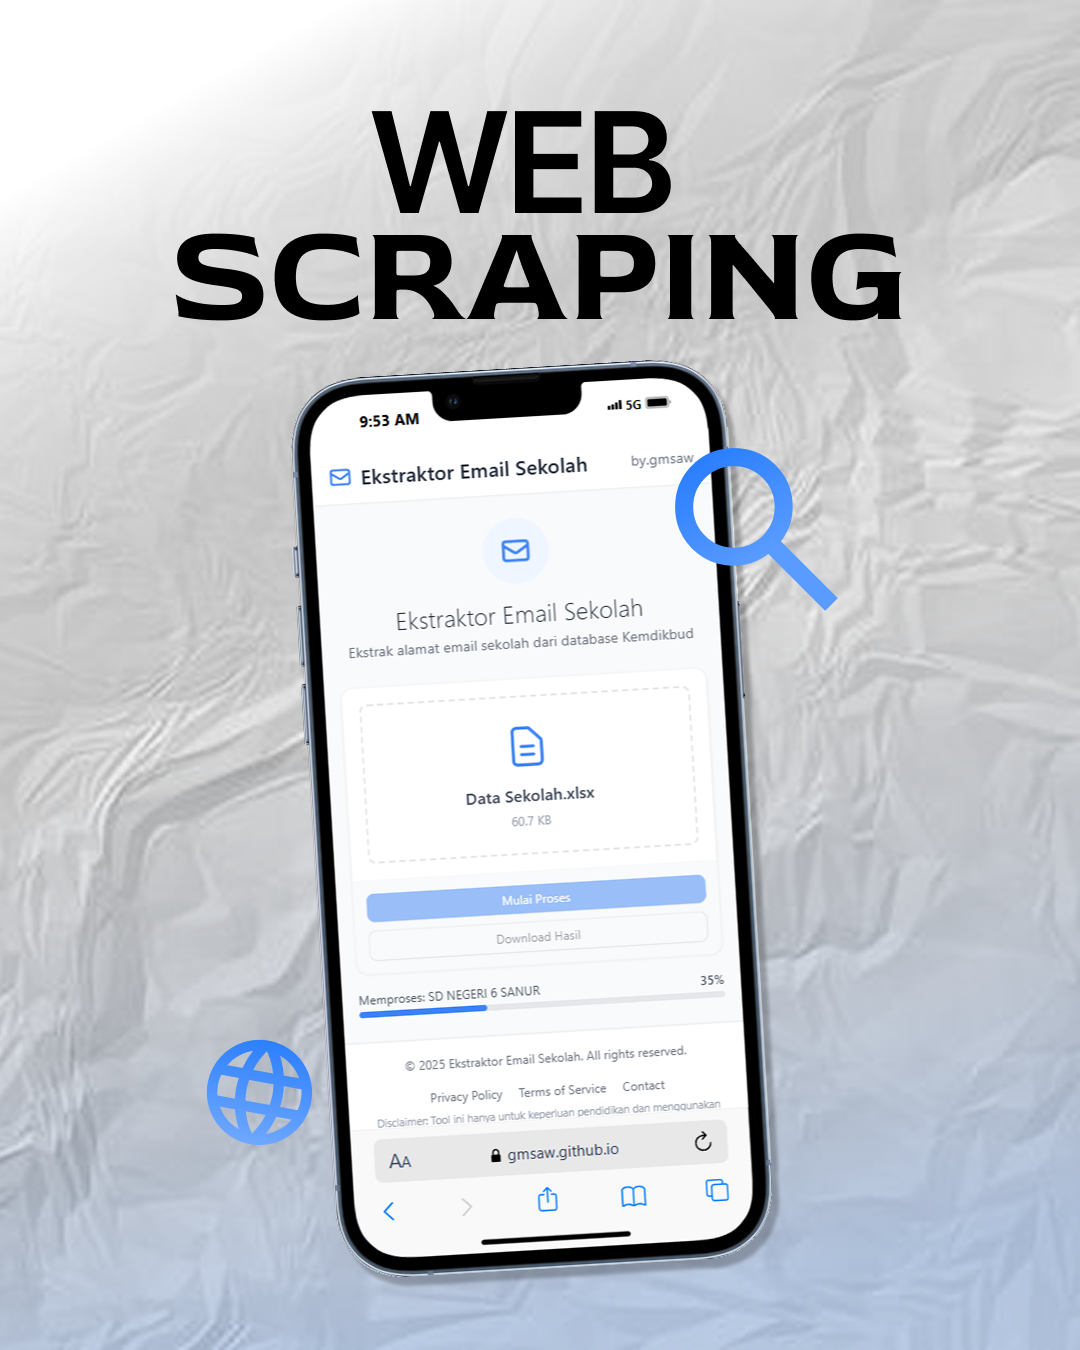 WEB
SCRAPING
9:53 AM
5G
Ekstraktor Email Sekolah
by.gmsaw
Ekstraktor Email Sekolah
Ekstrak alamat email sekolah dari database Kemdikbud
Data Sekolah.xlsx
60.7 KB
Mulai Proses
Download Hasil
Memproses: SD NEGERI 6 SANUR
35%
© 2025 Ekstraktor Email Sekolah. All rights reserved.
Privacy Policy Terms of Service Contact
Disclaimer: Tool ini hanya untuk keperluan pendidikan dan menggunakan
AA
gmsaw.github.io